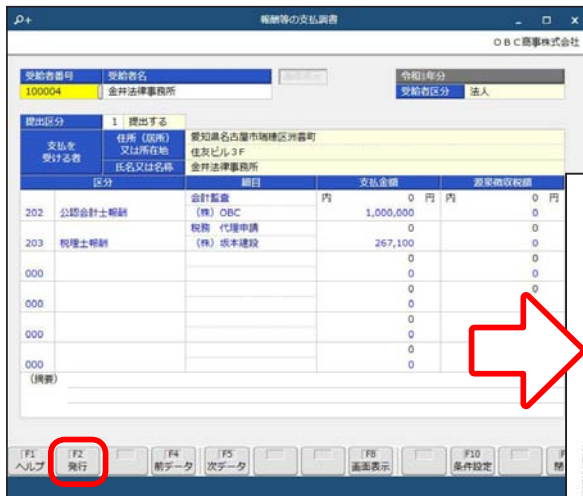 報酬等の支払調書
OBC商事株式会社
受給者番号 受給者名 画面表示 令和1年分
100004 金井法律事務所 受給者区分 法人
提出区分 1 提出する
支払を受ける者 住所（居所）又は所在地 愛知県名古屋市瑞穂区洲雲町
住友ビル3F
氏名又は名称 金井法律事務所
区分 細目 支払金額 源泉徴収税額
会計監査 内 0 円 内 0 円
202 公認会計士報酬 （株）OBC 1,000,000 0
税務 代理申請 0 0
203 税理士報酬 （株）坂本建設 267,100 0
0 0
000 0 0
0 0
000 0
0
000 0
0
000 0
（摘要）
F1 F2 F4 F5 F8 F10 F
ヘルプ 発行 前データ 次データ 画面表示 条件設定 閉